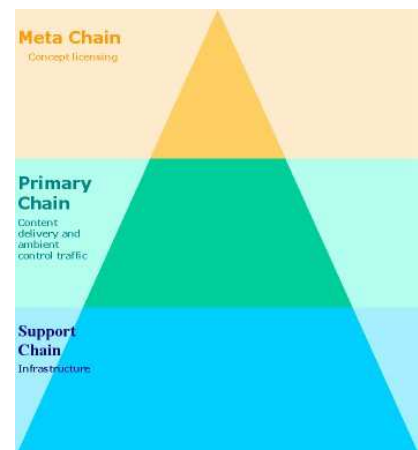 Meta Chain
Concept licensing
Primary
Chain
Content
delivery and
ambient
control traffic
Support
Chain
Infrastructure